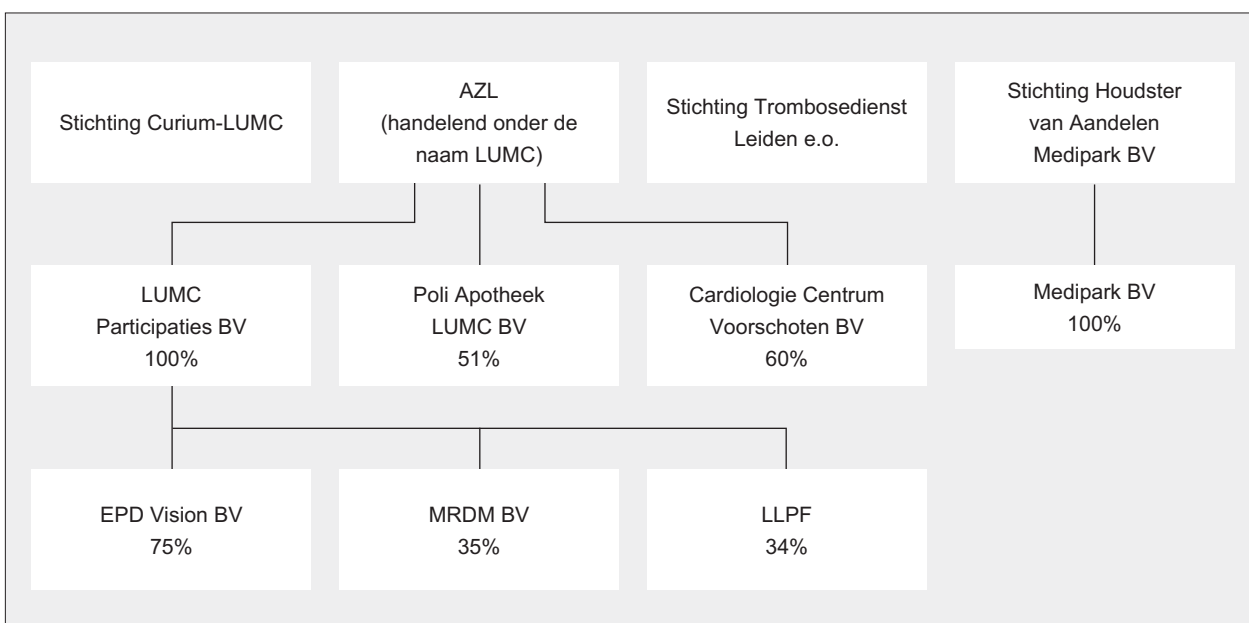 Stichting Curium-LUMC
AZL
(handelend onder de
naam LUMC)
Stichting Trombosedienst
Leiden e.o.
Stichting Houdster
van Aandelen
Medipark BV
LUMC
Participaties BV
100%
Poli Apotheek
LUMC BV
51%
Cardiologie Centrum
Voorschoten BV
60%
Medipark BV
100%
EPD Vision BV
75%
MRDM BV
35%
LLPF
34%